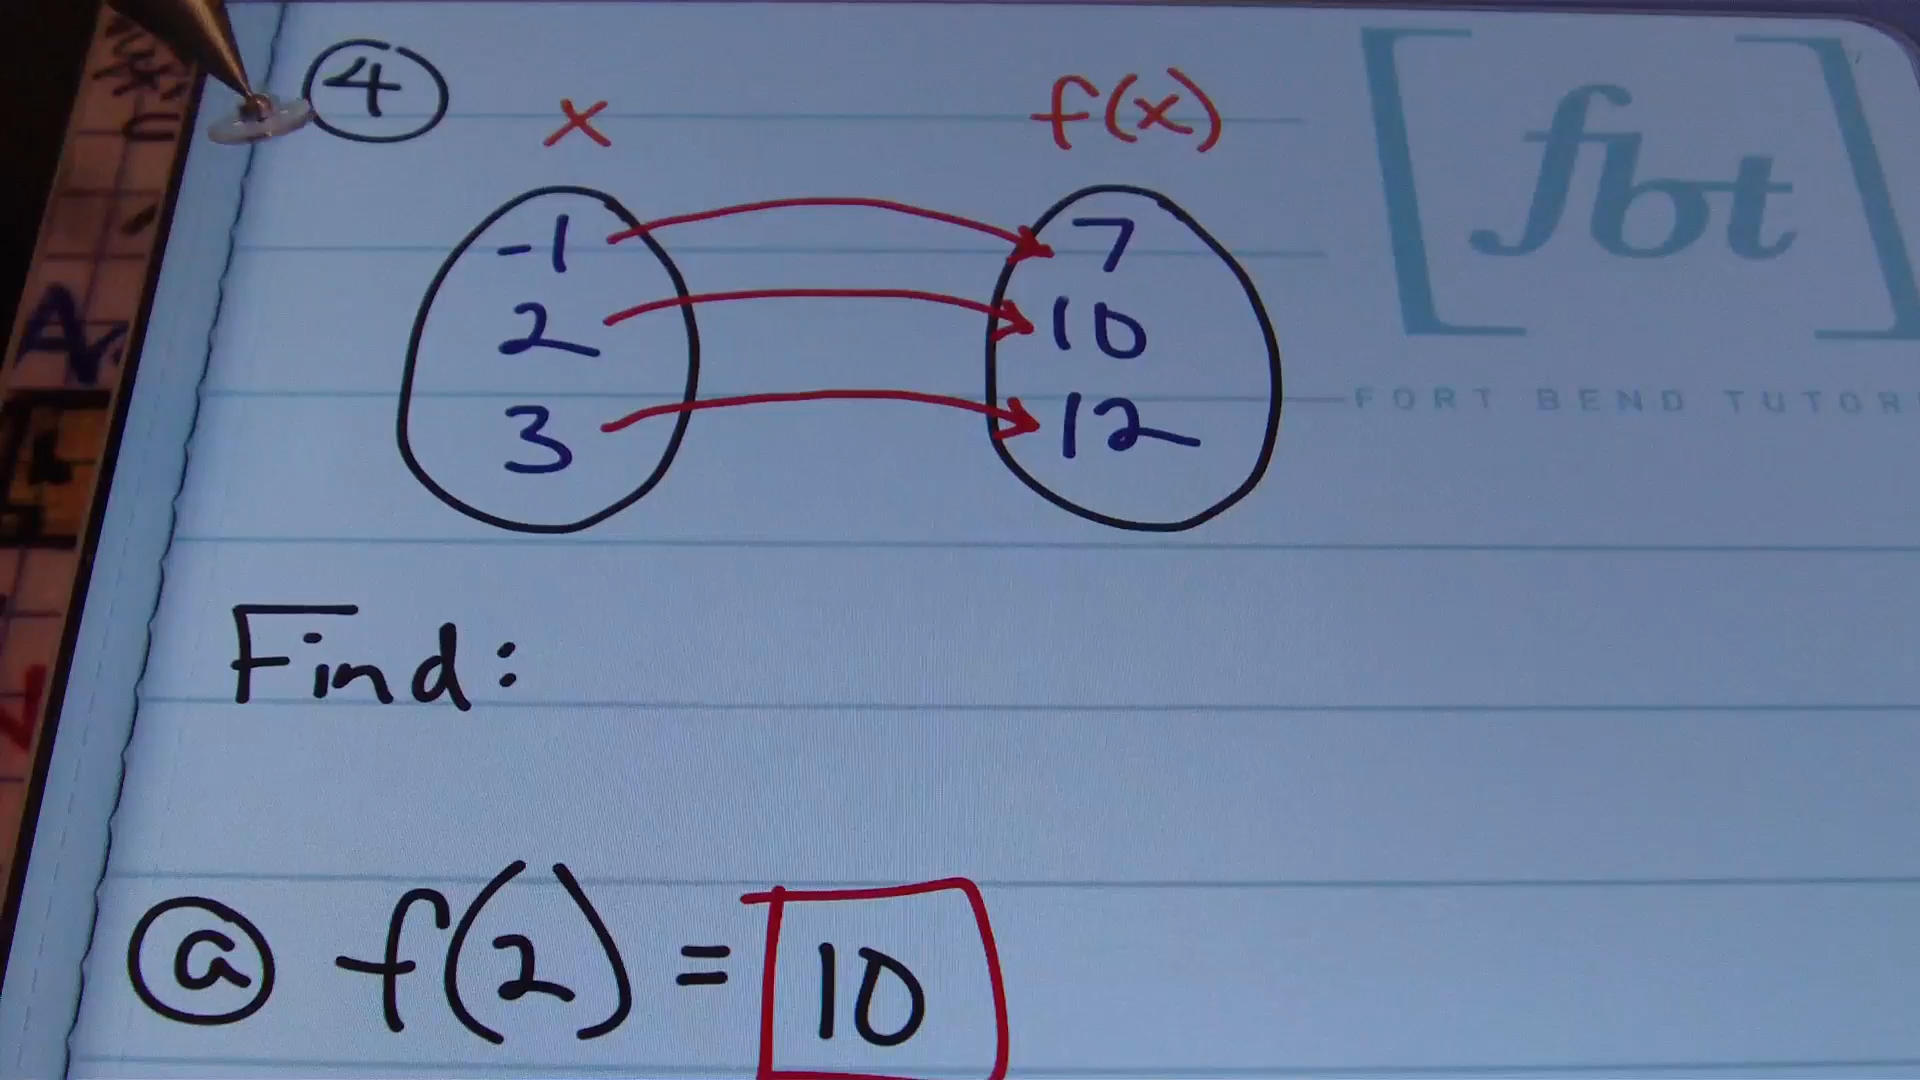 4 x f(x)
-1 7
2 10
3 12
fbt
FORT BEND TUTOR
Find:
a f(2) = 10